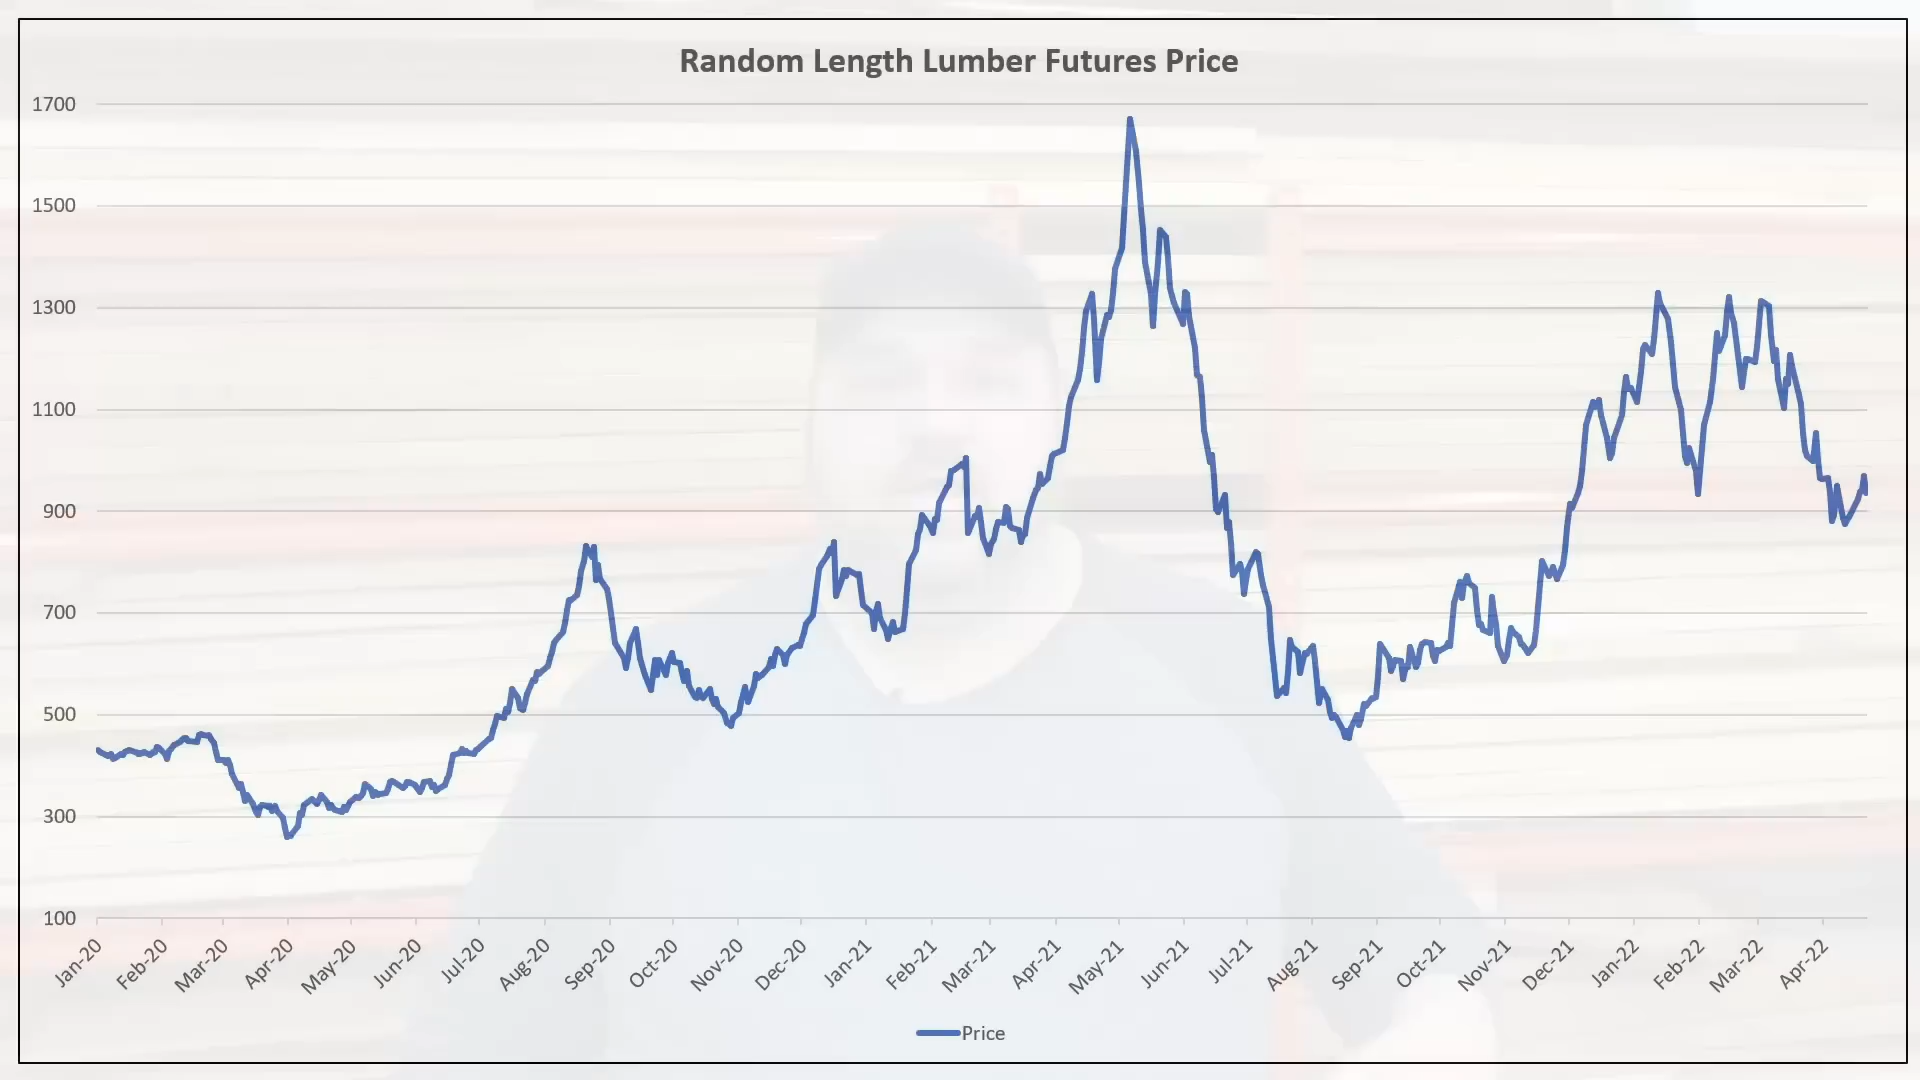 Random Length Lumber Futures Price
1700
1500
1300
1100
900
700
500
300
100
Jan-20
Feb-20
Mar-20
Apr-20
May-20
Jun-20
Jul-20
Aug-20
Sep-20
Oct-20
Nov-20
Dec-20
Jan-21
Feb-21
Mar-21
Apr-21
May-21
Jun-21
Jul-21
Aug-21
Sep-21
Oct-21
Nov-21
Dec-21
Jan-22
Feb-22
Mar-22
Apr-22
Price